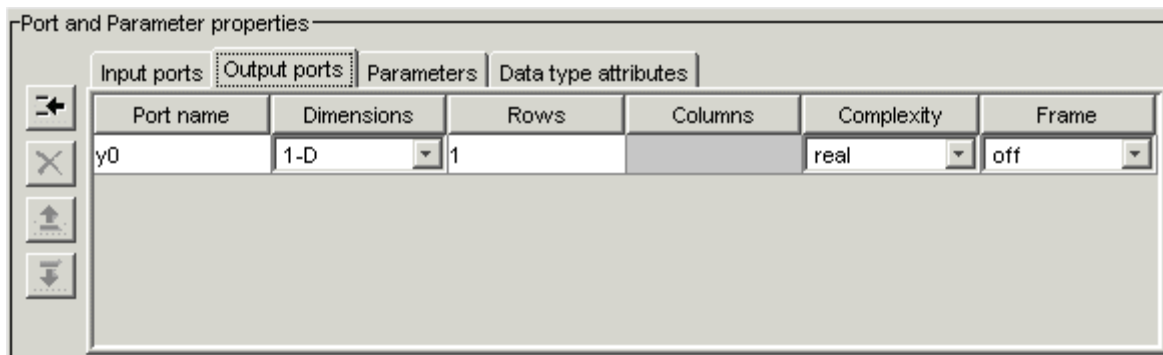 Port and Parameter properties
Input ports Output ports Parameters Data type attributes
Port name Dimensions Rows Columns Complexity Frame
y0 1-D 1 real off